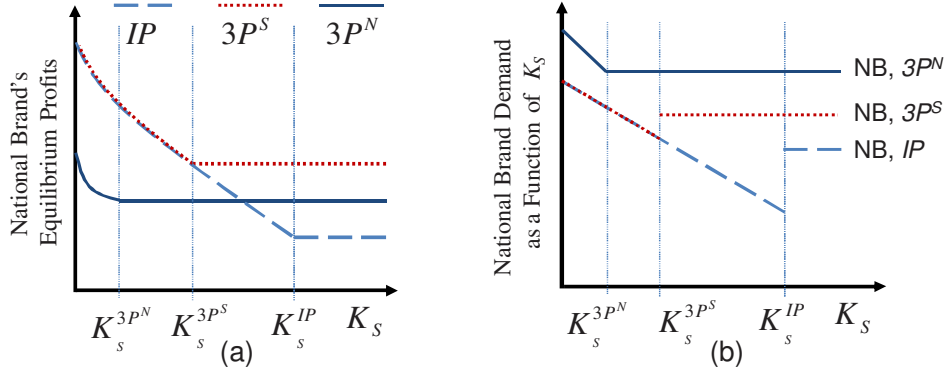 IP 3P^S 3P^N
National Brand's
Equilibrium Profits
K_S^{3P^N} K_S^{3P^S} K_S^{IP} K_S
(a)
National Brand Demand
as a Function of K_S
NB, 3P^N
NB, 3P^S
NB, IP
K_S^{3P^N} K_S^{3P^S} K_S^{IP} K_S
(b)